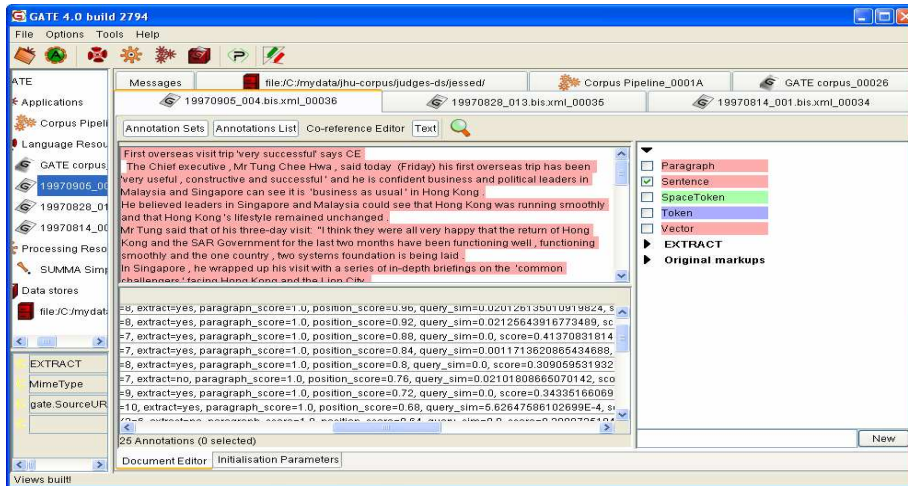 GATE 4.0 build 2794
File Options Tools Help
ATE
Applications
Corpus Pipeli
Language Resou
GATE corpus_
19970905_00
19970828_01
19970814_00
Processing Reso
SUMMA Simp
Data stores
file:/C:/mydata
EXTRACT
MimeType
gate.SourceUR
Messages file:/C:/mydata/jhu-corpus/judges-ds/jessed/ Corpus Pipeline_0001A GATE corpus_00026
19970905_004.bis.xml_00036 19970828_013.bis.xml_00035 19970814_001.bis.xml_00034
Annotation Sets Annotations List Co-reference Editor Text
First overseas visit trip 'very successful' says CE
The Chief executive , Mr Tung Chee Hwa , said today (Friday) his first overseas trip has been
'very useful , constructive and successful ' and he is confident business and political leaders in
Malaysia and Singapore can see it is 'business as usual ' in Hong Kong .
He believed leaders in Singapore and Malaysia could see that Hong Kong was running smoothly
and that Hong Kong 's lifestyle remained unchanged .
Mr Tung said that of his three-day visit: "I think they were all very happy that the return of Hong
Kong and the SAR Government for the last two months have been functioning well , functioning
smoothly and the one country , two systems foundation is being laid .
In Singapore , he wrapped up his visit with a series of in-depth briefings on the 'common
challengers ' facing Hong Kong and the Lion City .
=8, extract=yes, paragraph_score=1.0, position_score=0.96, query_sim=0.020126135010919824, s
=8, extract=yes, paragraph_score=1.0, position_score=0.92, query_sim=0.02125643916773489, sc
=7, extract=yes, paragraph_score=1.0, position_score=0.88, query_sim=0.0, score=0.41370831814
=7, extract=yes, paragraph_score=1.0, position_score=0.84, query_sim=0.0011713620865434688,
=8, extract=yes, paragraph_score=1.0, position_score=0.8, query_sim=0.0, score=0.309059531932
=7, extract=no, paragraph_score=1.0, position_score=0.76, query_sim=0.02101808665070142, sco
=9, extract=yes, paragraph_score=1.0, position_score=0.72, query_sim=0.0, score=0.34335166069
=10, extract=yes, paragraph_score=1.0, position_score=0.68, query_sim=5.62647586102699E-4, s
25 Annotations (0 selected)
Document Editor Initialisation Parameters
Paragraph
Sentence
SpaceToken
Token
Vector
EXTRACT
Original markups
New
Views built!